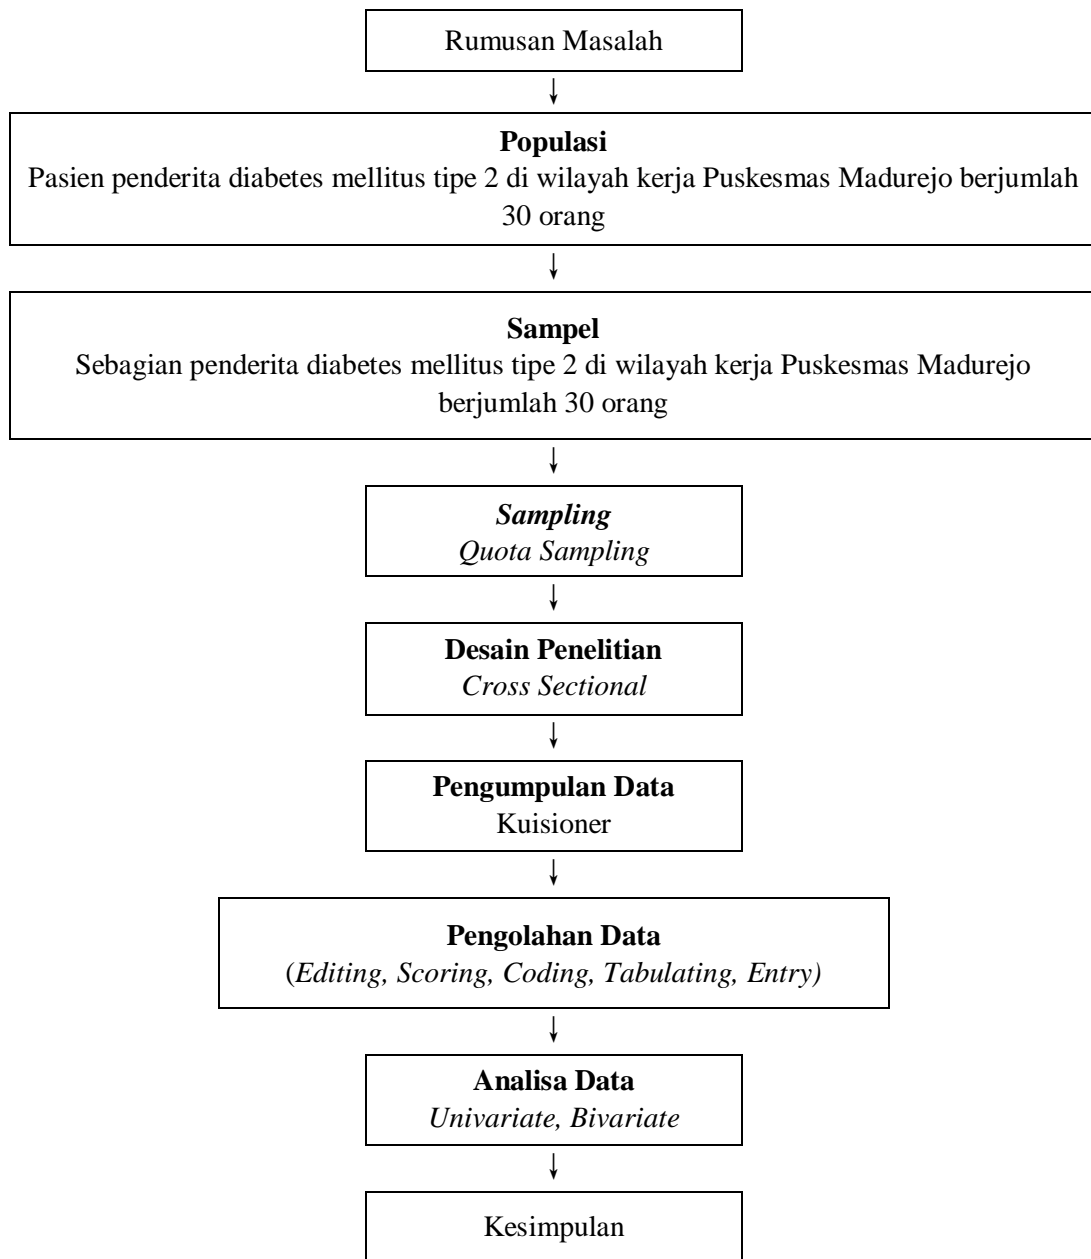 Rumusan Masalah
Populasi
Pasien penderita diabetes mellitus tipe 2 di wilayah kerja Puskesmas Madurejo berjumlah
30 orang
Sampel
Sebagian penderita diabetes mellitus tipe 2 di wilayah kerja Puskesmas Madurejo
berjumlah 30 orang
Sampling
Quota Sampling
Desain Penelitian
Cross Sectional
Pengumpulan Data
Kuisioner
Pengolahan Data
(Editing, Scoring, Coding, Tabulating, Entry)
Analisa Data
Univariate, Bivariate
Kesimpulan